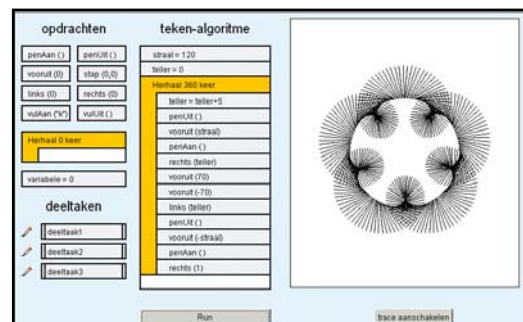 opdrachten
penAan ()
penUit ()
vooruit (0)
stap (0,0)
links (0)
rechts (0)
vulAan ("k")
vulUit ()
Herhaal 0 keer
variabele = 0
deeltaken
deeltaak1
deeltaak2
deeltaak3
teken-algoritme
straal = 120
teller = 0
Herhaal 360 keer
teller = teller+5
penUit ()
vooruit (straal)
penAan ()
rechts (teller)
vooruit (70)
vooruit (-70)
links (teller)
penUit ()
vooruit (-straal)
penAan ()
rechts (1)
Run
trace aanschakelen